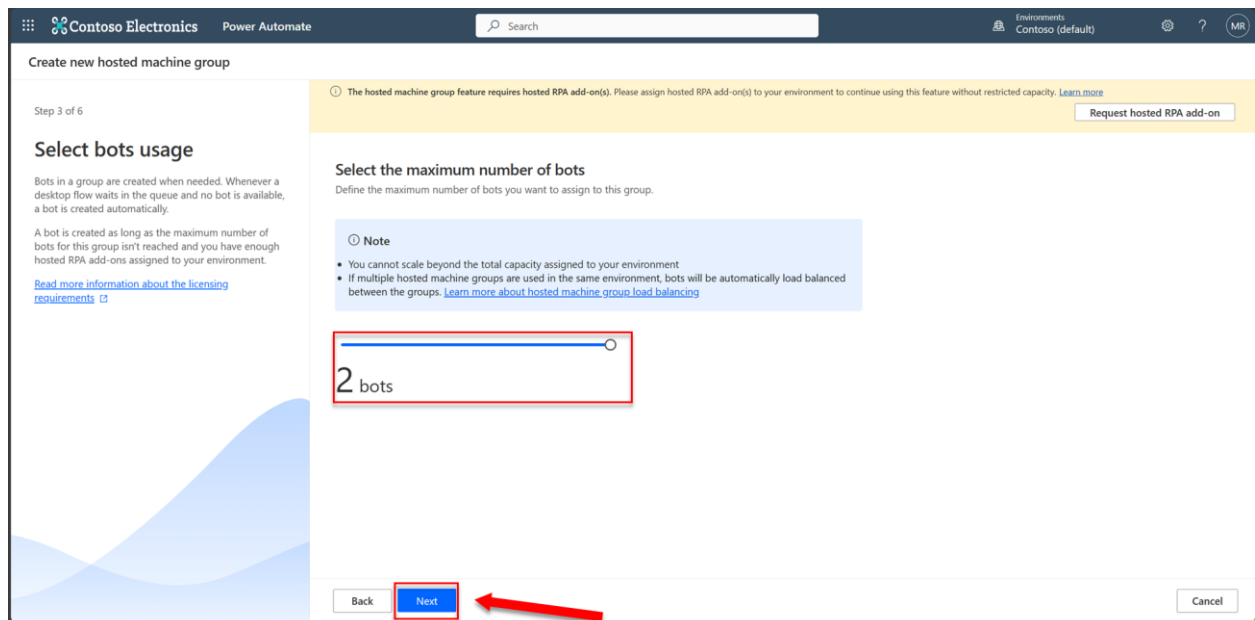 Contoso Electronics Power Automate
Search
Environments
Contoso (default)
?
MR
Create new hosted machine group
The hosted machine group feature requires hosted RPA add-on(s). Please assign hosted RPA add-on(s) to your environment to continue using this feature without restricted capacity. Learn more
Request hosted RPA add-on
Step 3 of 6
Select bots usage
Bots in a group are created when needed. Whenever a
desktop flow waits in the queue and no bot is available,
a bot is created automatically.
A bot is created as long as the maximum number of
bots for this group isn't reached and you have enough
hosted RPA add-ons assigned to your environment.
Read more information about the licensing
requirements
Select the maximum number of bots
Define the maximum number of bots you want to assign to this group.
Note
• You cannot scale beyond the total capacity assigned to your environment
• If multiple hosted machine groups are used in the same environment, bots will be automatically load balanced
between the groups. Learn more about hosted machine group load balancing
2 bots
Back
Next
Cancel